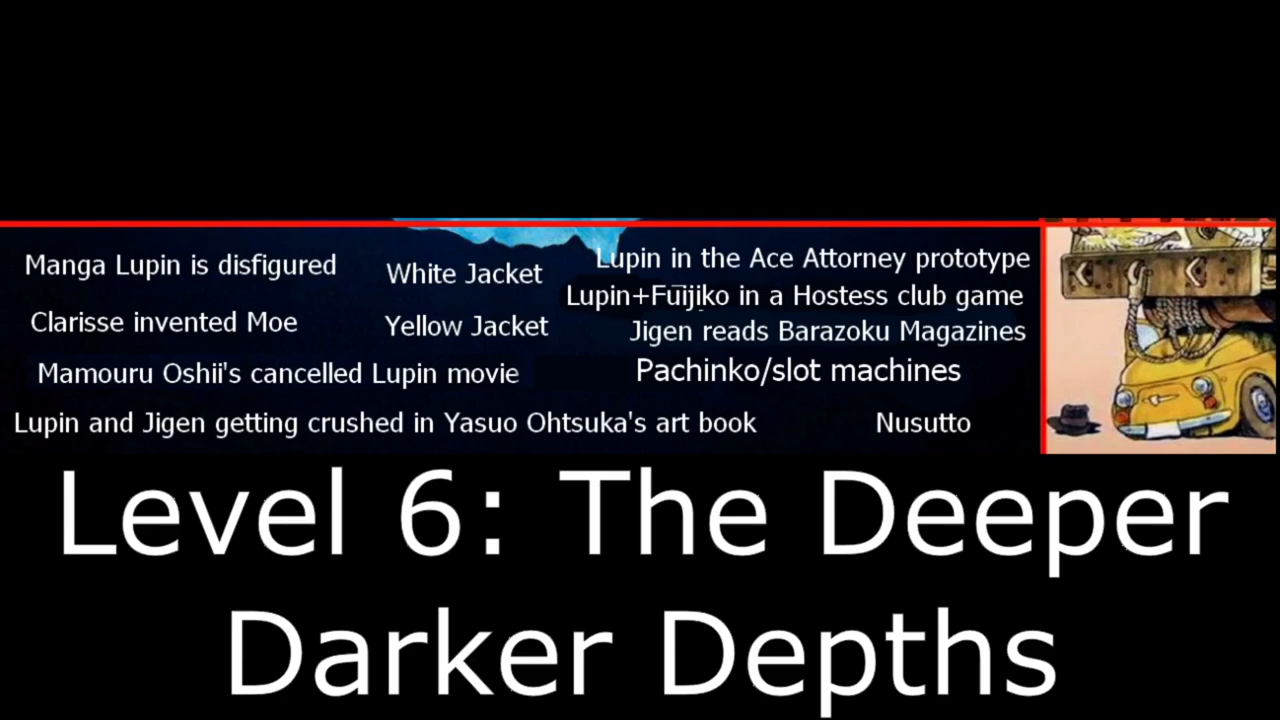 Manga Lupin is disfigured
White Jacket
Lupin in the Ace Attorney prototype
Lupin+Fuijiko in a Hostess club game
Clarisse invented Moe
Yellow Jacket
Jigen reads Barazoku Magazines
Mamouru Oshii's cancelled Lupin movie
Pachinko/slot machines
Lupin and Jigen getting crushed in Yasuo Ohtsuka's art book
Nusutto
Level 6: The Deeper
Darker Depths